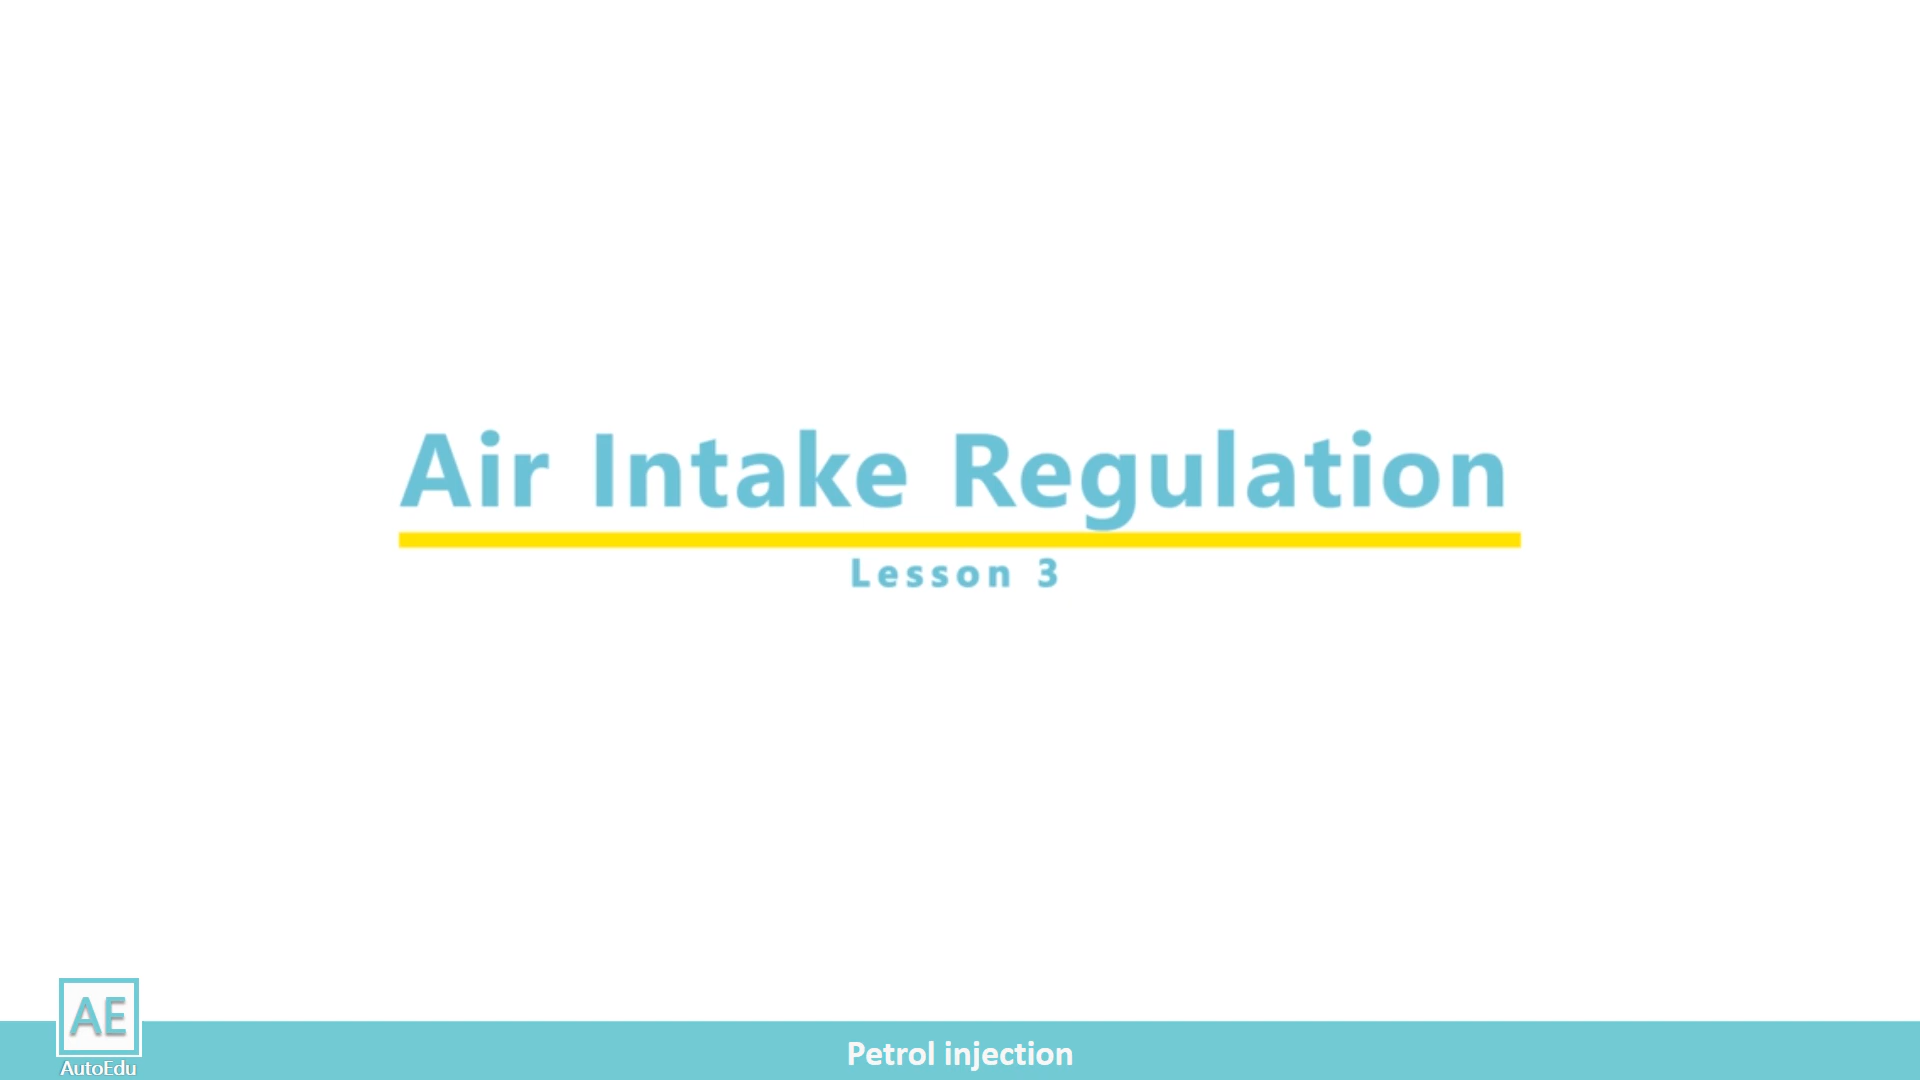 Air Intake Regulation
Lesson 3
AE
AutoEdu
Petrol injection